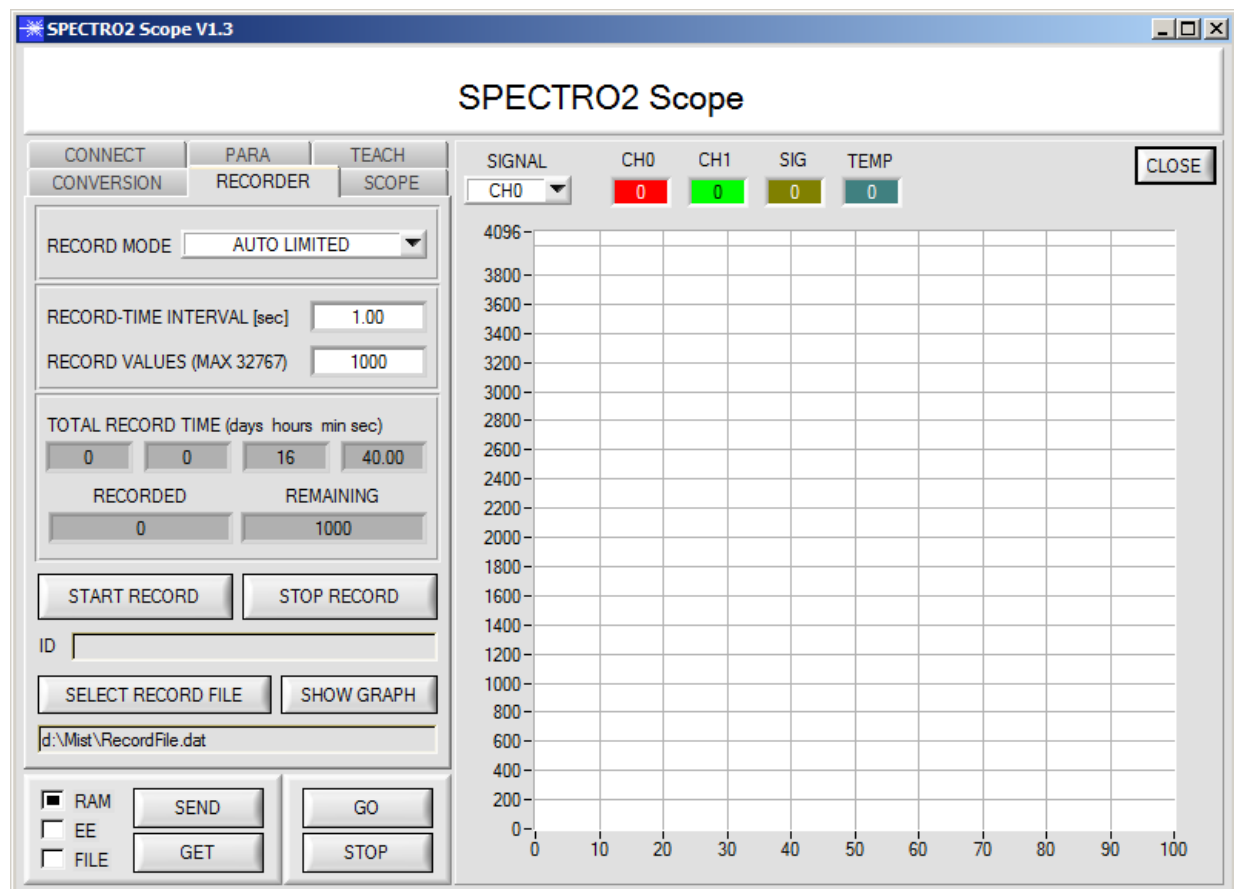 SPECTRO2 Scope V1.3
SPECTRO2 Scope
CONNECT PARA TEACH
CONVERSION RECORDER SCOPE
RECORD MODE AUTO LIMITED
RECORD-TIME INTERVAL [sec] 1.00
RECORD VALUES (MAX 32767) 1000
TOTAL RECORD TIME (days hours min sec)
0 0 16 40.00
RECORDED REMAINING
0 1000
START RECORD STOP RECORD
ID
SELECT RECORD FILE SHOW GRAPH
d:\Mist\RecordFile.dat
RAM
EE
FILE
SEND
GET
GO
STOP
SIGNAL CH0 CH1 SIG TEMP
CH0 0 0 0 0
CLOSE
4096
3800
3600
3400
3200
3000
2800
2600
2400
2200
2000
1800
1600
1400
1200
1000
800
600
400
200
0
0 10 20 30 40 50 60 70 80 90 100